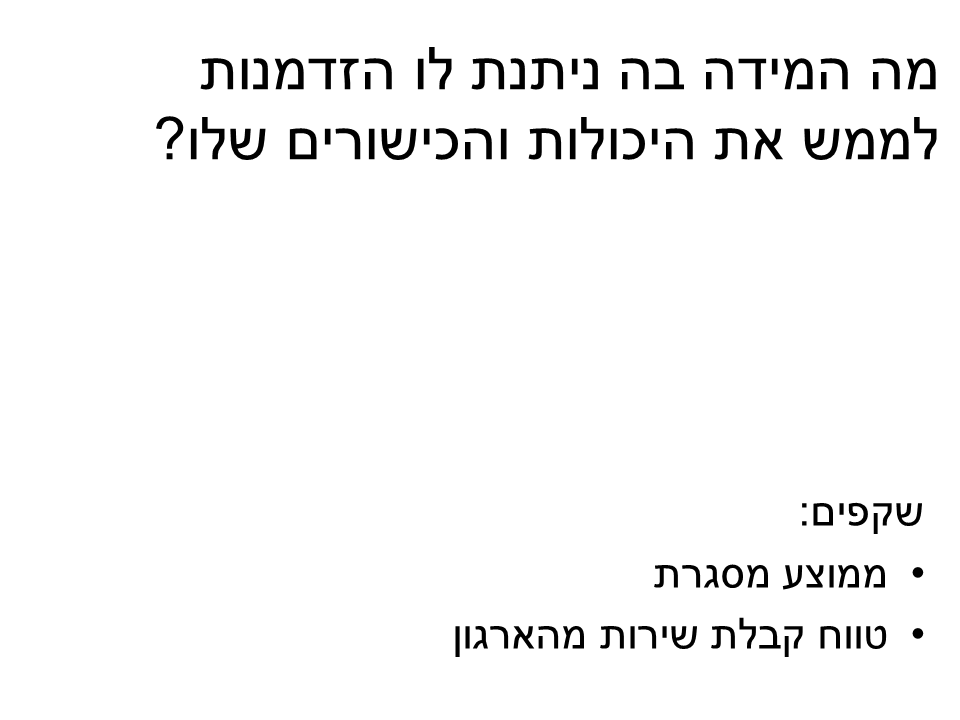 מה המידה בה ניתנת לו הזדמנות
לממש את היכולות והכישורים שלו?
שקפים:
• ממוצע מסגרת
• טווח קבלת שירות מהארגון